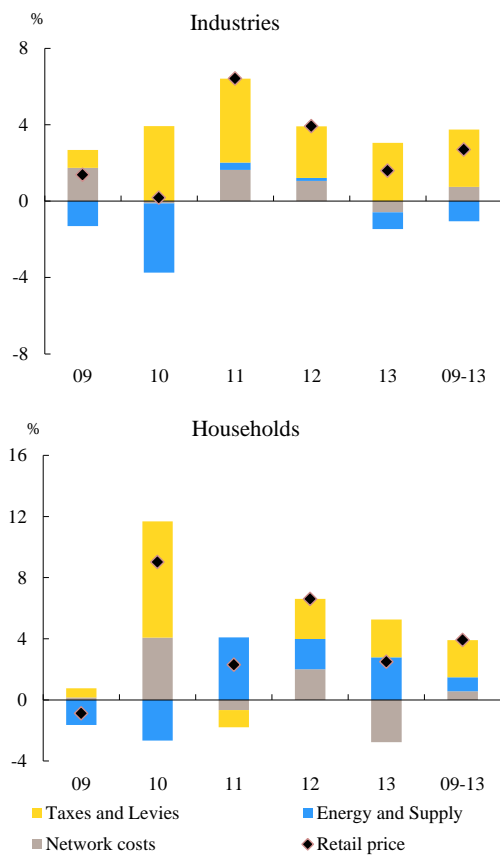 Industries
%
8
4
0
-4
-8
09 10 11 12 13 09-13
Households
%
16
12
8
4
0
-4
09 10 11 12 13 09-13
Taxes and Levies Energy and Supply
Network costs Retail price